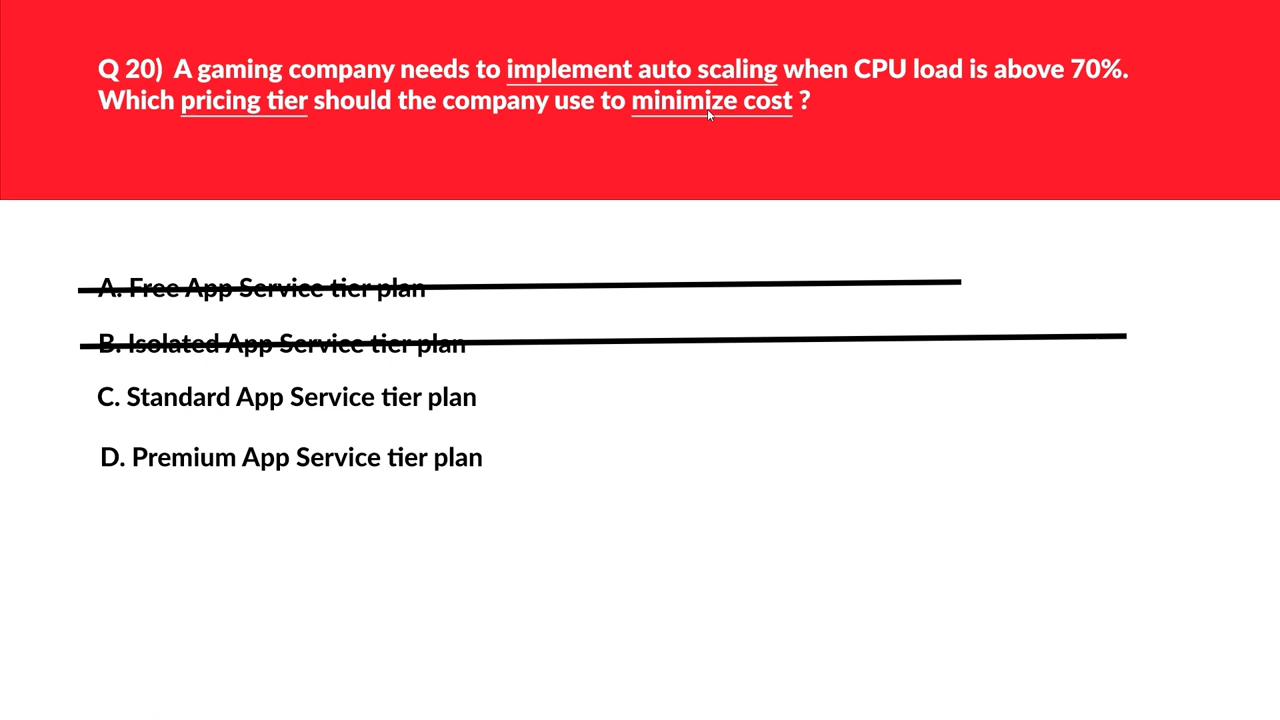 Q 20) A gaming company needs to implement auto scaling when CPU load is above 70%.
Which pricing tier should the company use to minimize cost ?
A. Free App Service tier plan
B. Isolated App Service tier plan
C. Standard App Service tier plan
D. Premium App Service tier plan